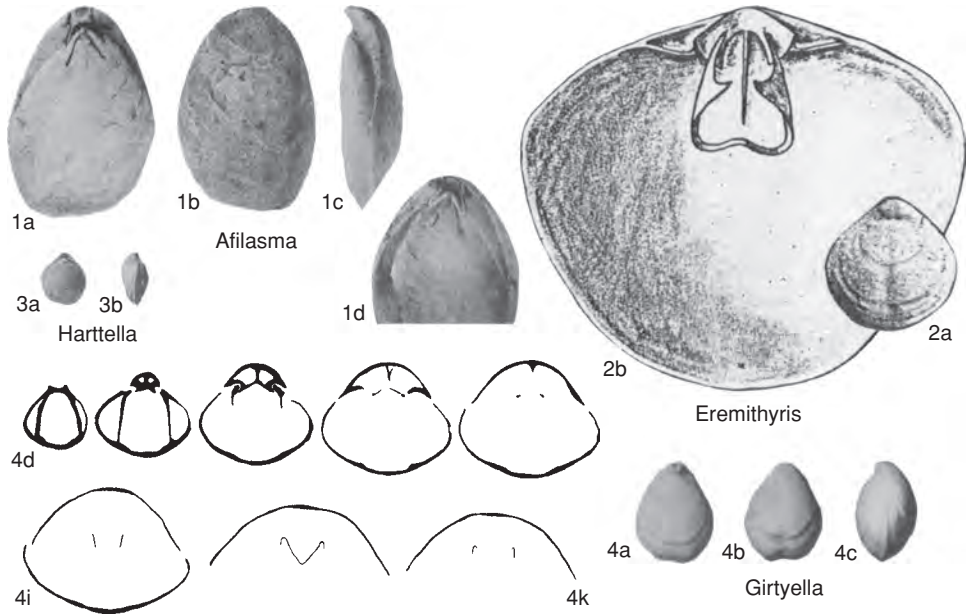 1a
1b
1c
Afilasma
1d
3a
3b
Harttella
2a
2b
Eremithyris
4d
4i
4k
4a
4b
4c
Girtyella